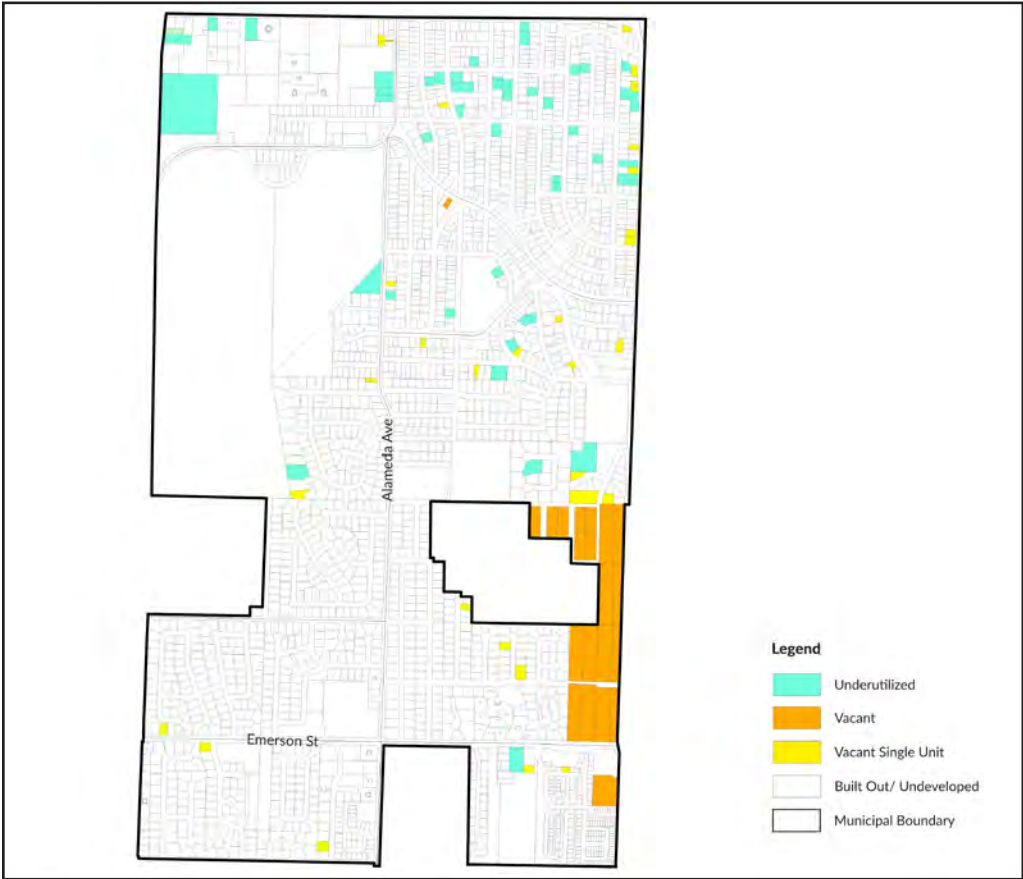 Alameda Ave
Emerson St
Legend
Underutilized
Vacant
Vacant Single Unit
Built Out/ Undeveloped
Municipal Boundary